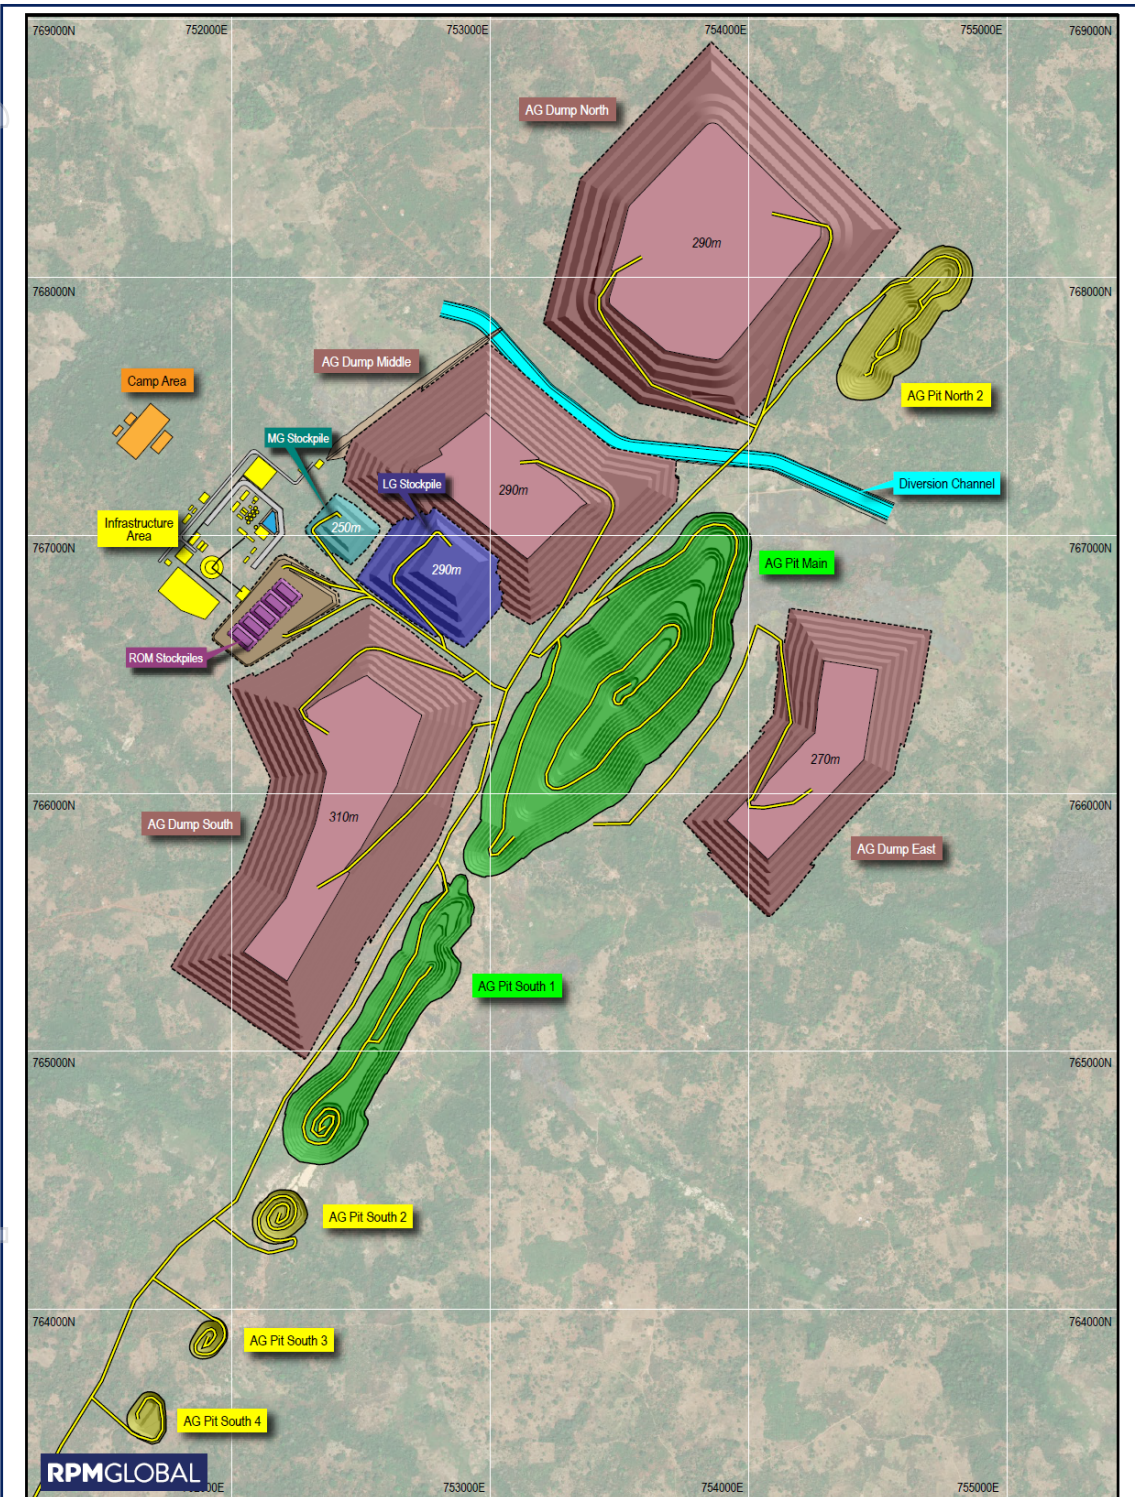 769000N
752000E
753000E
754000E
755000E
769000N
AG Dump North
290m
768000N
768000N
AG Dump Middle
Camp Area
AG Pit North 2
MG Stockpile
LG Stockpile
290m
Diversion Channel
Infrastructure
Area
250m
767000N
767000N
AG Pit Main
290m
ROM Stockpiles
270m
766000N
766000N
310m
AG Dump South
AG Dump East
AG Pit South 1
765000N
765000N
AG Pit South 2
764000N
764000N
AG Pit South 3
AG Pit South 4
RPMGLOBAL
753000E
754000E
755000E